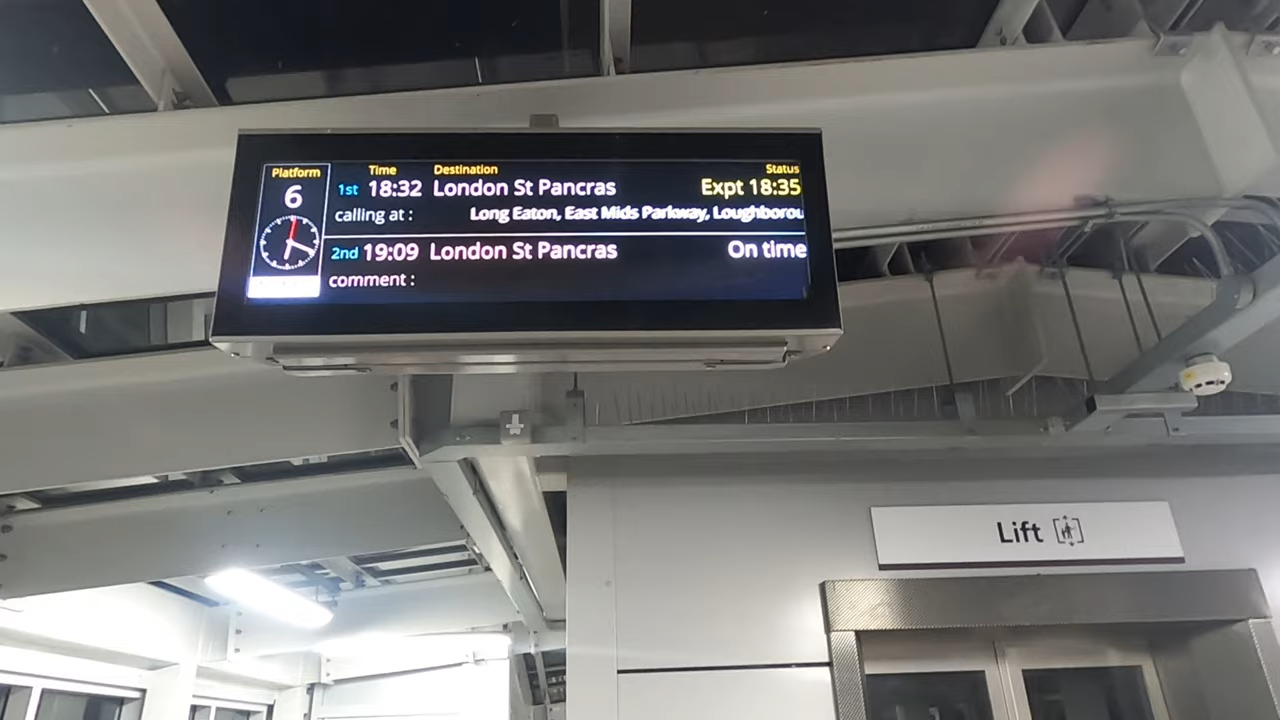 Platform
6
Time Destination Status
1st 18:32 London St Pancras Expt 18:35
calling at : Long Eaton, East Mids Parkway, Loughborou
2nd 19:09 London St Pancras On time
comment :
Lift